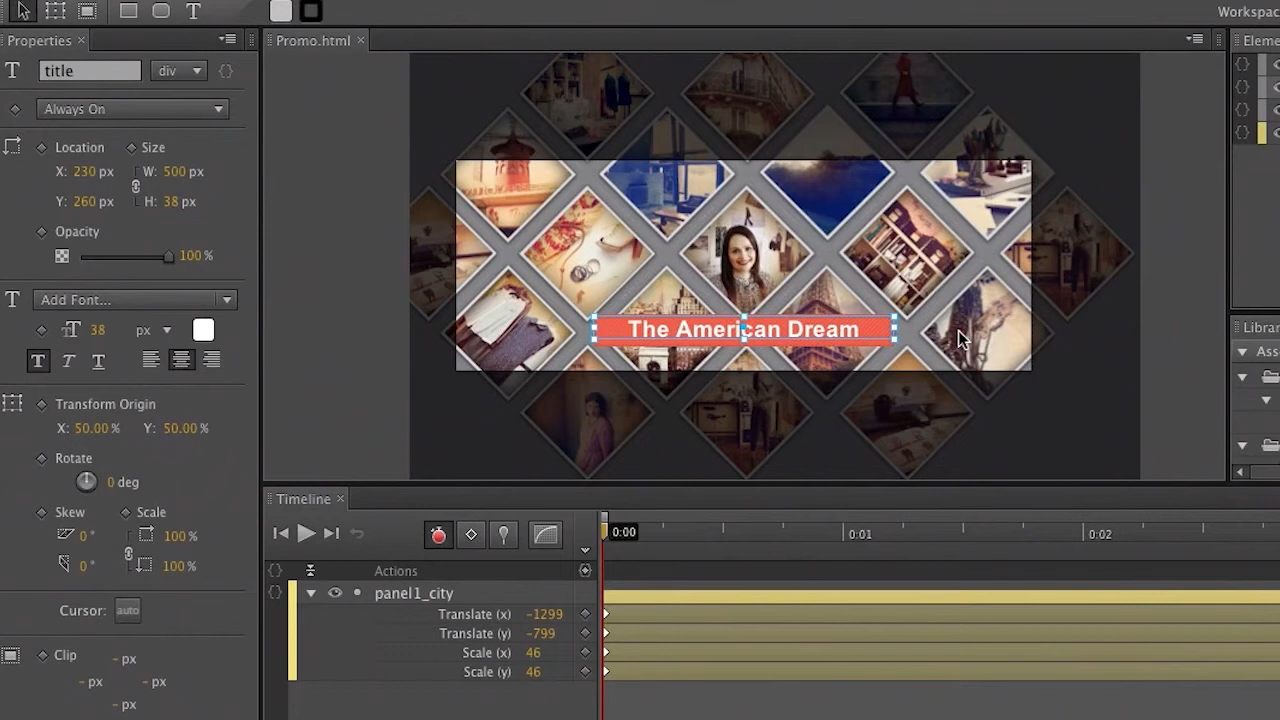 T
Workspac
Properties ×
Promo.html ×
Eleme
T title div {}
Always On
Location Size
X: 230 px W: 500 px
Y: 260 px H: 38 px
Opacity
100 %
T Add Font...
T 38 px
T T T
The American Dream
Librar
Ass
Transform Origin
X: 50.00 % Y: 50.00 %
Rotate
0 deg
Skew Scale
0 ° 100 %
0 ° 100 %
Cursor: auto
Clip - px
- px - px
- px
Timeline ×
0:00 0:01 0:02
{} Actions
{} panel1_city
Translate (x) -1299
Translate (y) -799
Scale (x) 46
Scale (y) 46